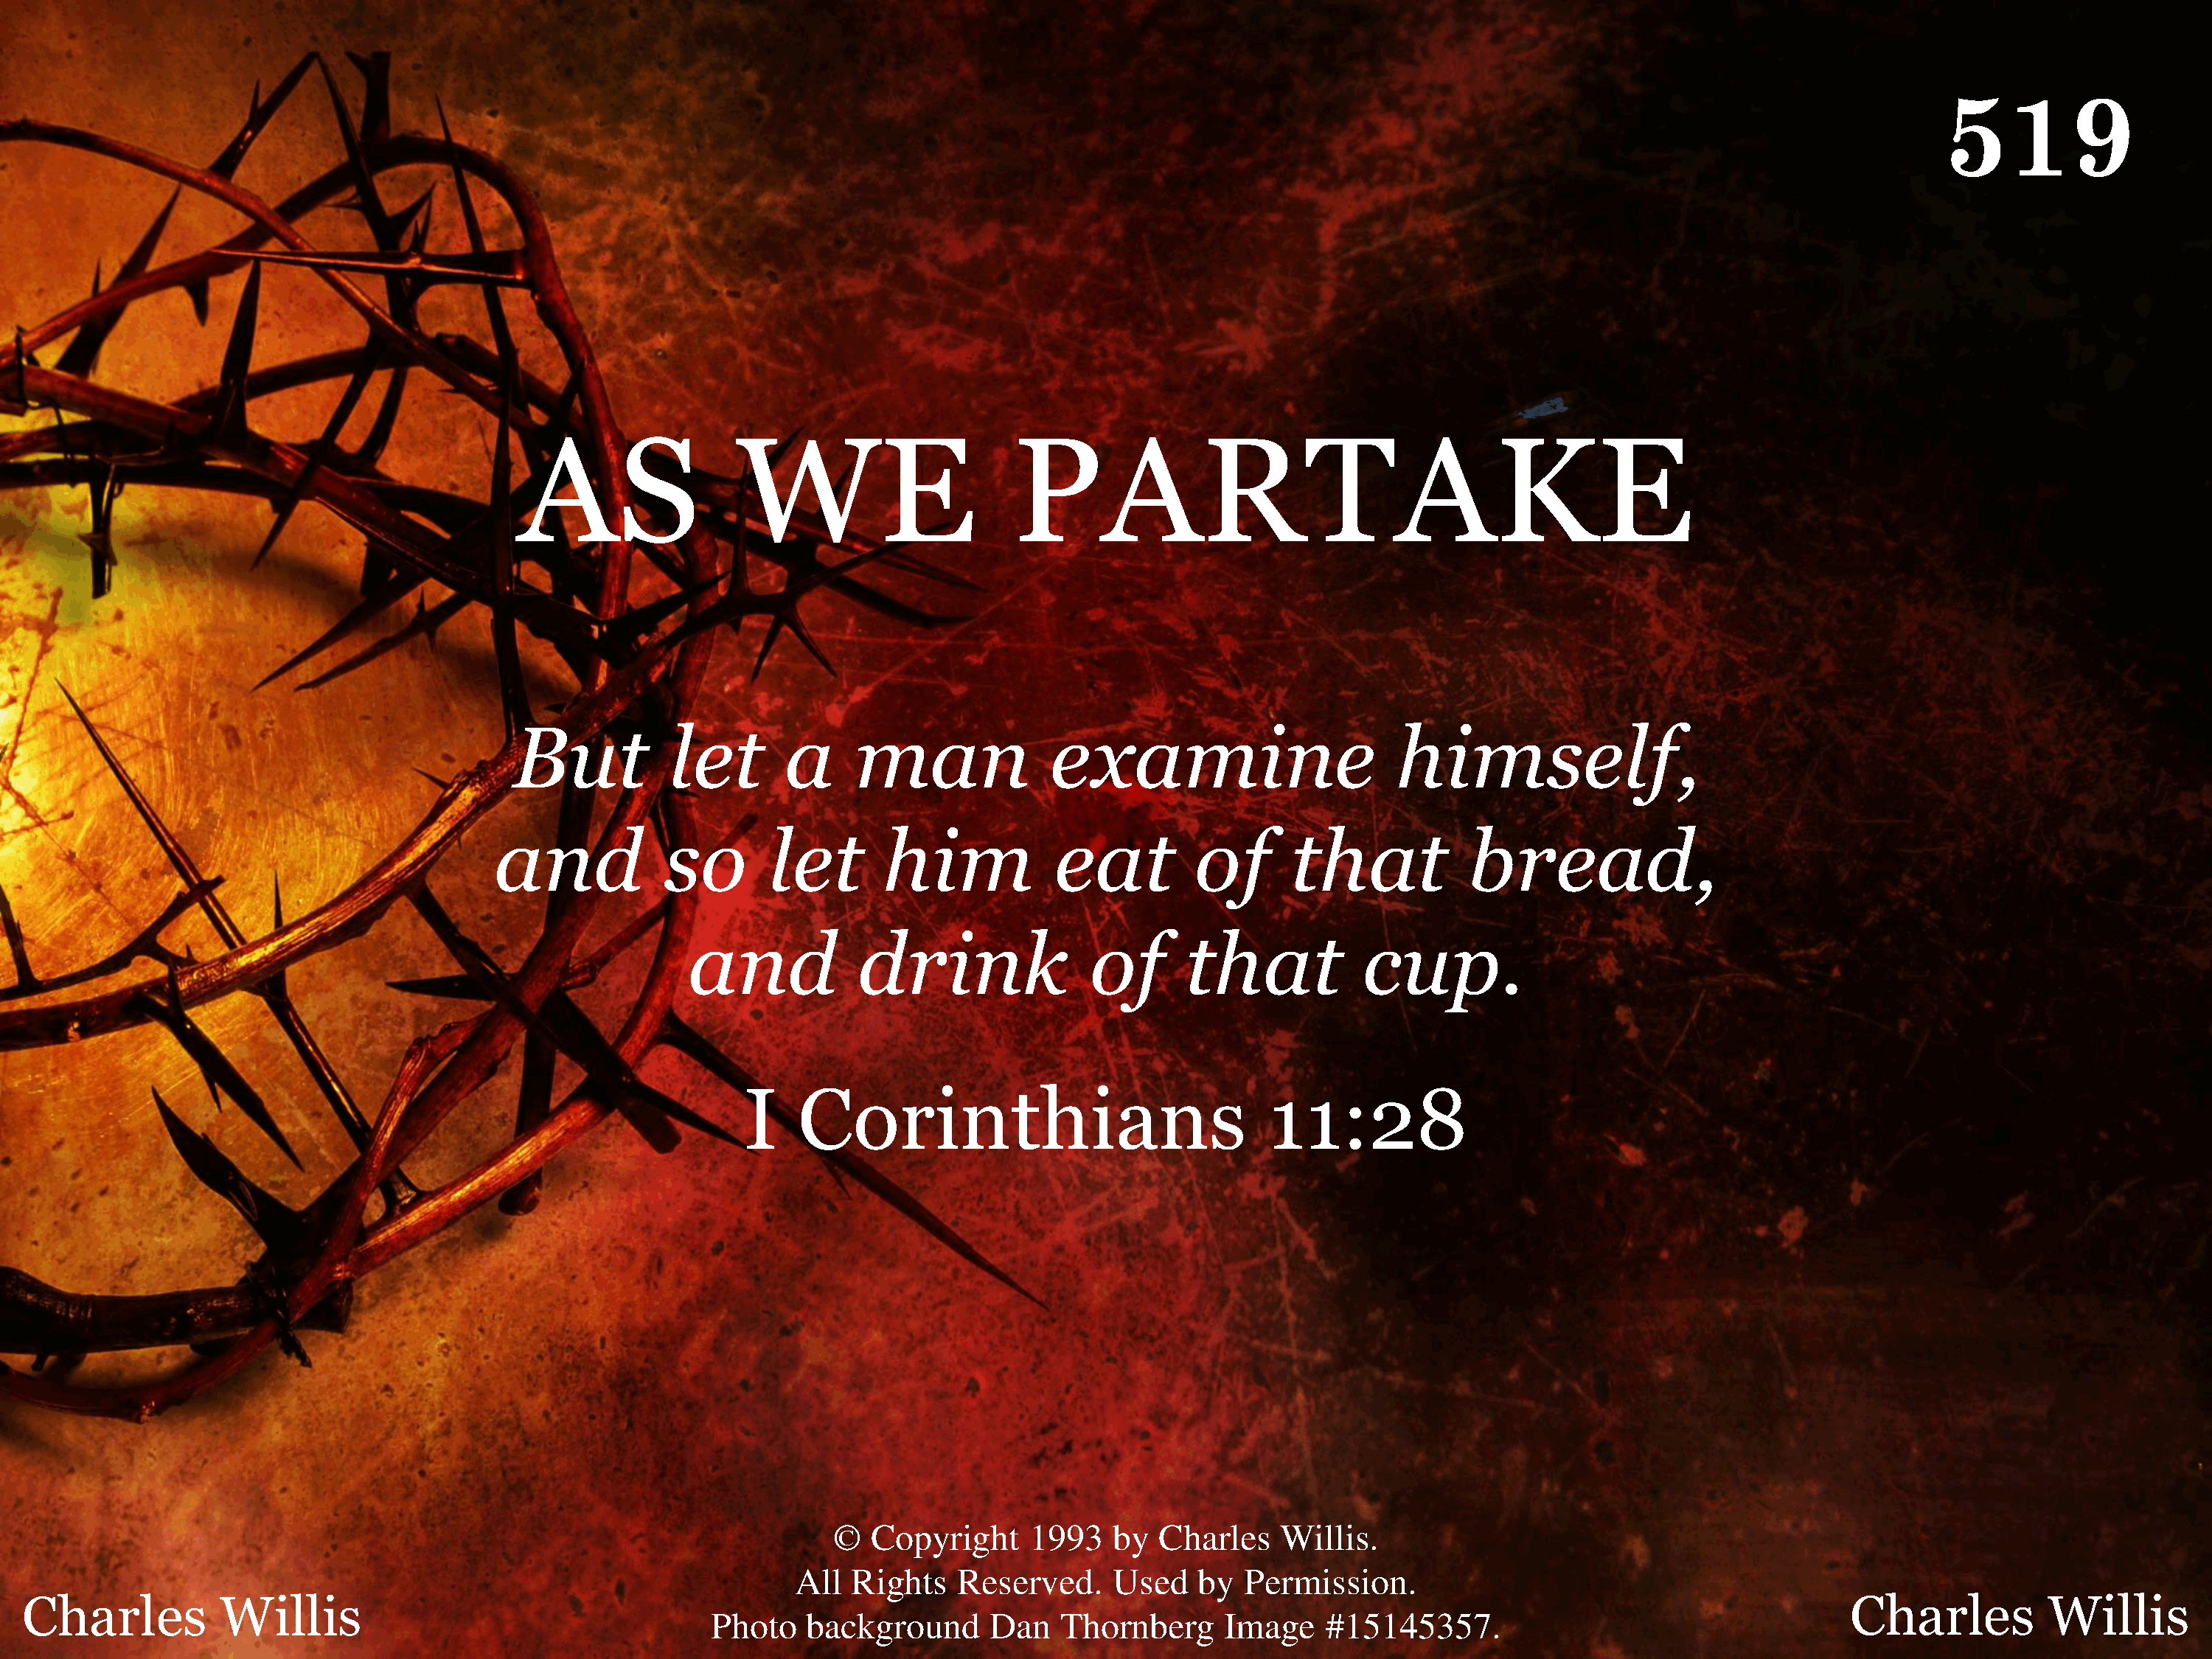 519
AS WE PARTAKE
But let a man examine himself,
and so let him eat of that bread,
and drink of that cup.
I Corinthians 11:28
© Copyright 1993 by Charles Willis.
All Rights Reserved. Used by Permission.
Photo background Dan Thornberg Image #15145357.
Charles Willis
Charles Willis